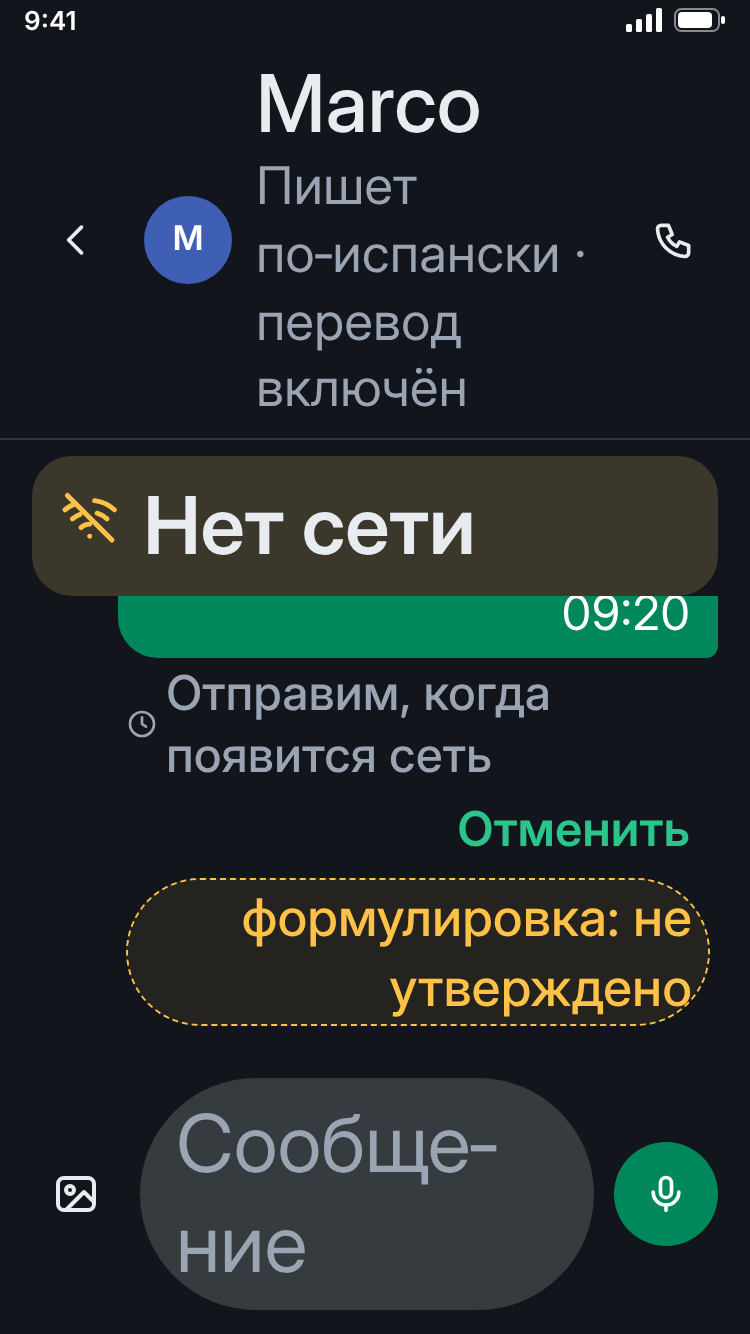 9:41
Marco
M
Пишет
по-испански ·
перевод
включён
Нет сети
09:20
Отправим, когда
появится сеть
Отменить
формулировка: не
утверждено
Сообще-
ние